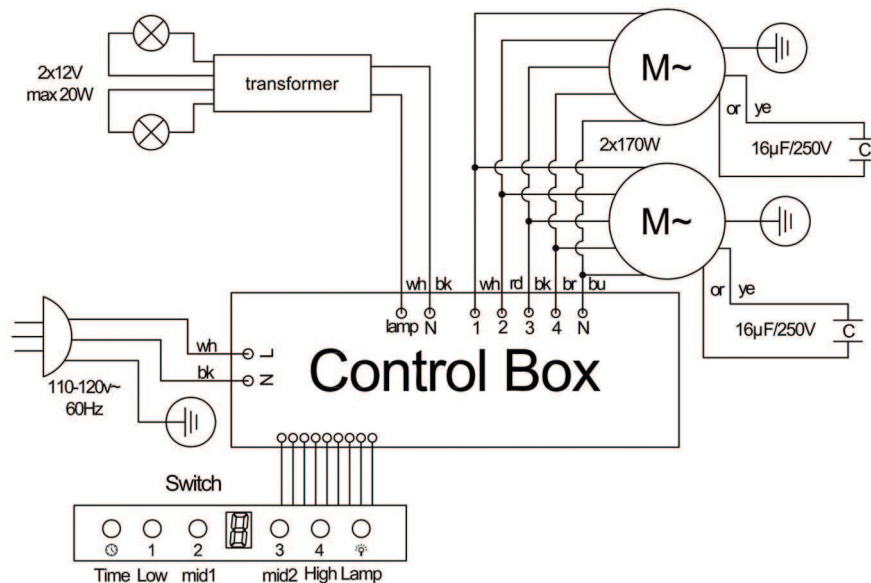 2x12V
max 20W
transformer
M~
or ye
16µF/250V
C
2x170W
M~
or ye
16µF/250V
C
wh bk wh rd bk br bu
lamp N 1 2 3 4 N
Control Box
wh L
bk N
110-120v~
60Hz
Switch
8
1 2 3 4
Time Low mid1 mid2 High Lamp